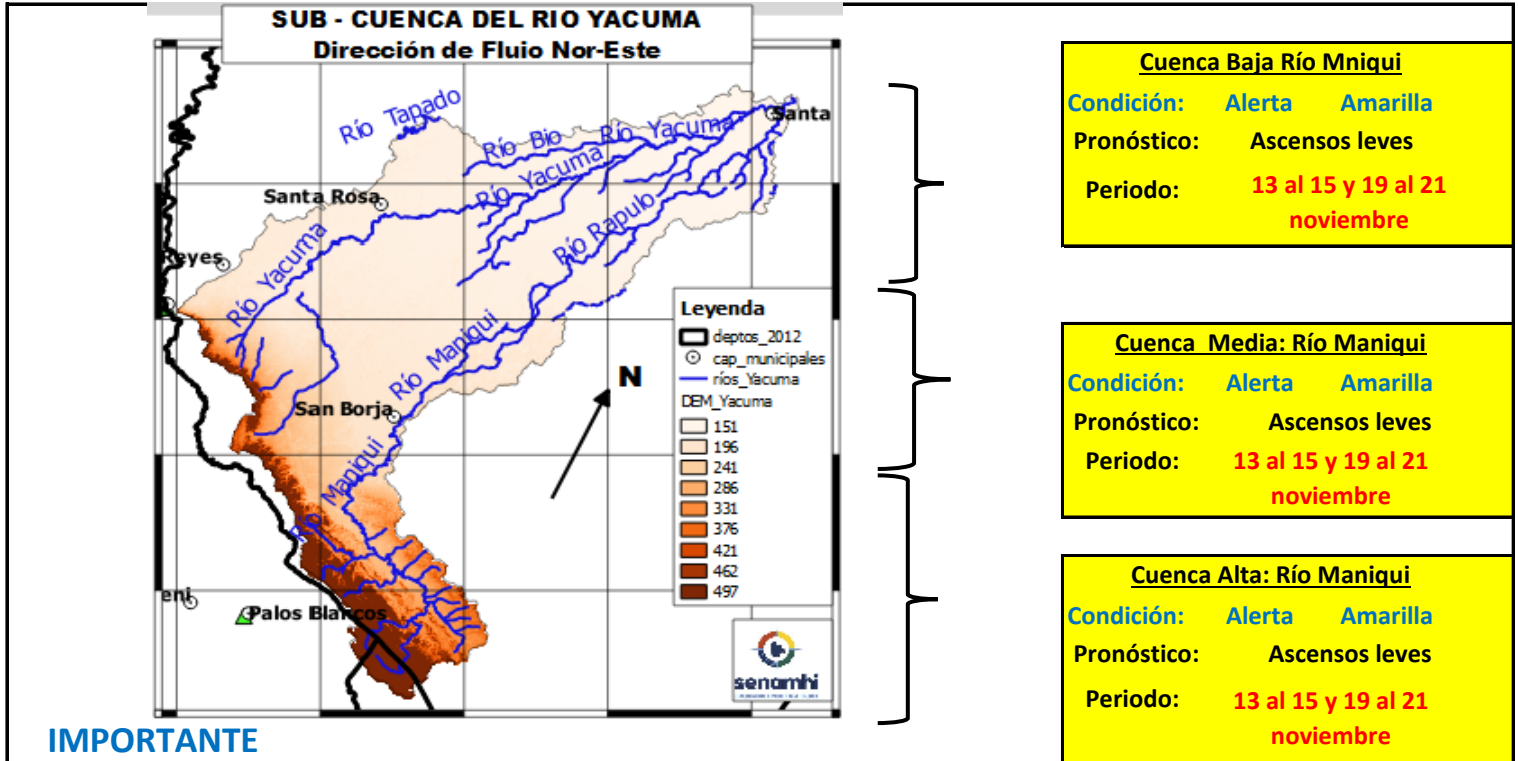 SUB - CUENCA DEL RIO YACUMA
Dirección de Fluio Nor-Este
Río Tapado
Río Bio
Río Yacuma
Santa
Río Yacuma
Santa Rosa
Río Rapulo
Reyes
Río Yacuma
Río Maniqui
San Borja
Río Maniqui
Río Maniqui
eni
Palos Blancos
N
Leyenda
deptos_2012
cap_municipales
ríos_Yacuma
DEM_Yacuma
151
196
241
286
331
376
421
462
497
senamhi
Cuenca Baja Río Mniqui
Condición: Alerta Amarilla
Pronóstico: Ascensos leves
Periodo: 13 al 15 y 19 al 21
noviembre
Cuenca Media: Río Maniqui
Condición: Alerta Amarilla
Pronóstico: Ascensos leves
Periodo: 13 al 15 y 19 al 21
noviembre
Cuenca Alta: Río Maniqui
Condición: Alerta Amarilla
Pronóstico: Ascensos leves
Periodo: 13 al 15 y 19 al 21
noviembre
IMPORTANTE